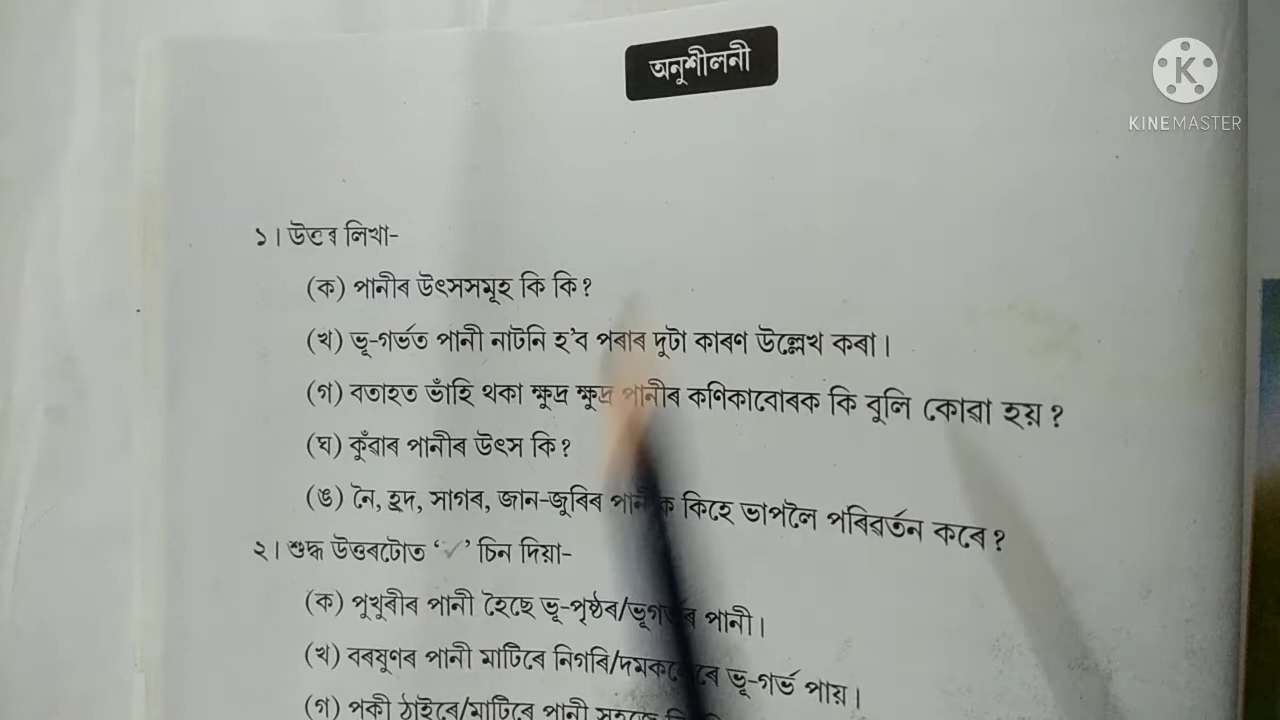 অনুশীলনী
KINEMASTER
১। উত্তৰ লিখা-
(ক) পানীৰ উৎসসমূহ কি কি?
(খ) ভূ-গৰ্ভত পানী নাটনি হ'ব পৰাৰ দুটা কাৰণ উল্লেখ কৰা।
(গ) বতাহত ভাঁহি থকা ক্ষুদ্ৰ ক্ষুদ্ৰ পানীৰ কণিকাবোৰক কি বুলি কোৱা হয়?
(ঘ) কুঁৱাৰ পানীৰ উৎস কি?
(ঙ) নৈ, হ্ৰদ, সাগৰ, জান-জুৰিৰ পানীক কিহে ভাপলৈ পৰিৱৰ্তন কৰে?
২। শুদ্ধ উত্তৰটোত ‘✓’ চিন দিয়া-
(ক) পুখুৰীৰ পানী হৈছে ভূ-পৃষ্ঠৰ/ভূগৰ্ভৰ পানী।
(খ) বৰষুণৰ পানী মাটিৰে নিগৰি/ ভূ-গৰ্ভ পায়।
(গ) পকী ঠাইৰে/মাটিৰে পানী